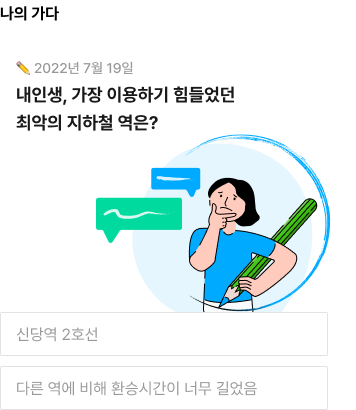 나의 가다
2022년 7월 19일
내인생, 가장 이용하기 힘들었던
최악의 지하철 역은?
신당역 2호선
다른 역에 비해 환승시간이 너무 길었음